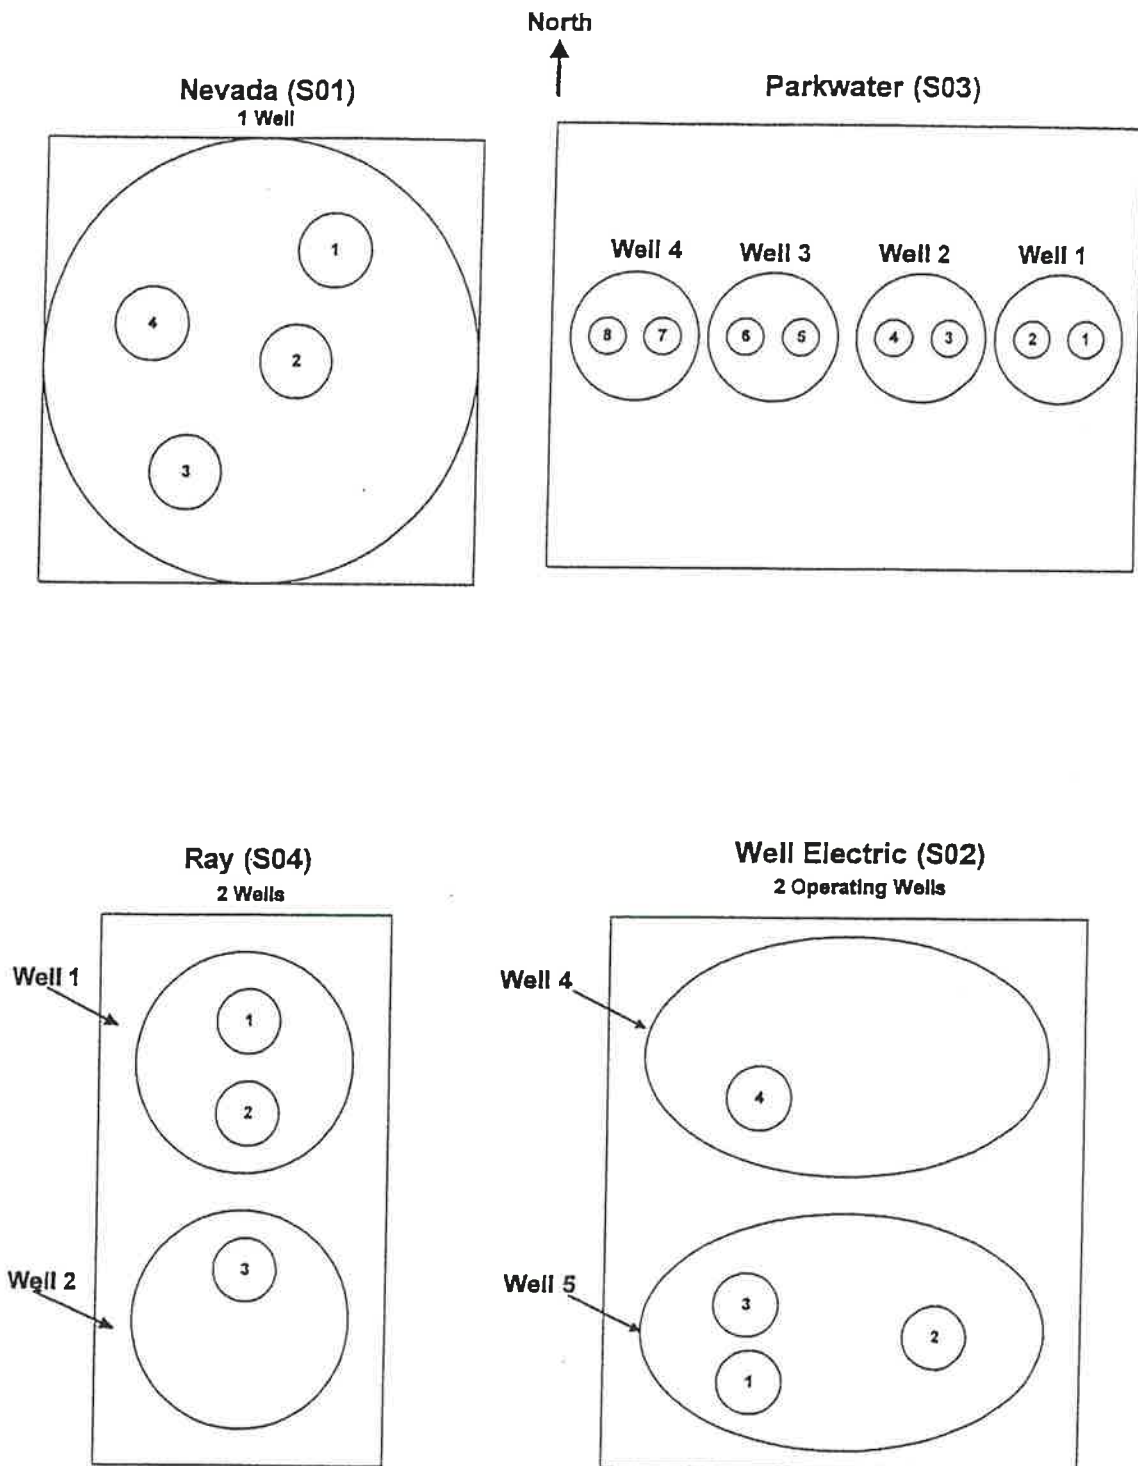 North
Nevada (S01)
1 Well
1
4
2
3
Parkwater (S03)
Well 4 Well 3 Well 2 Well 1
8 7 6 5 4 3 2 1
Ray (S04)
2 Wells
Well 1
1
2
Well 2
3
Well Electric (S02)
2 Operating Wells
Well 4
4
Well 5
3
2
1